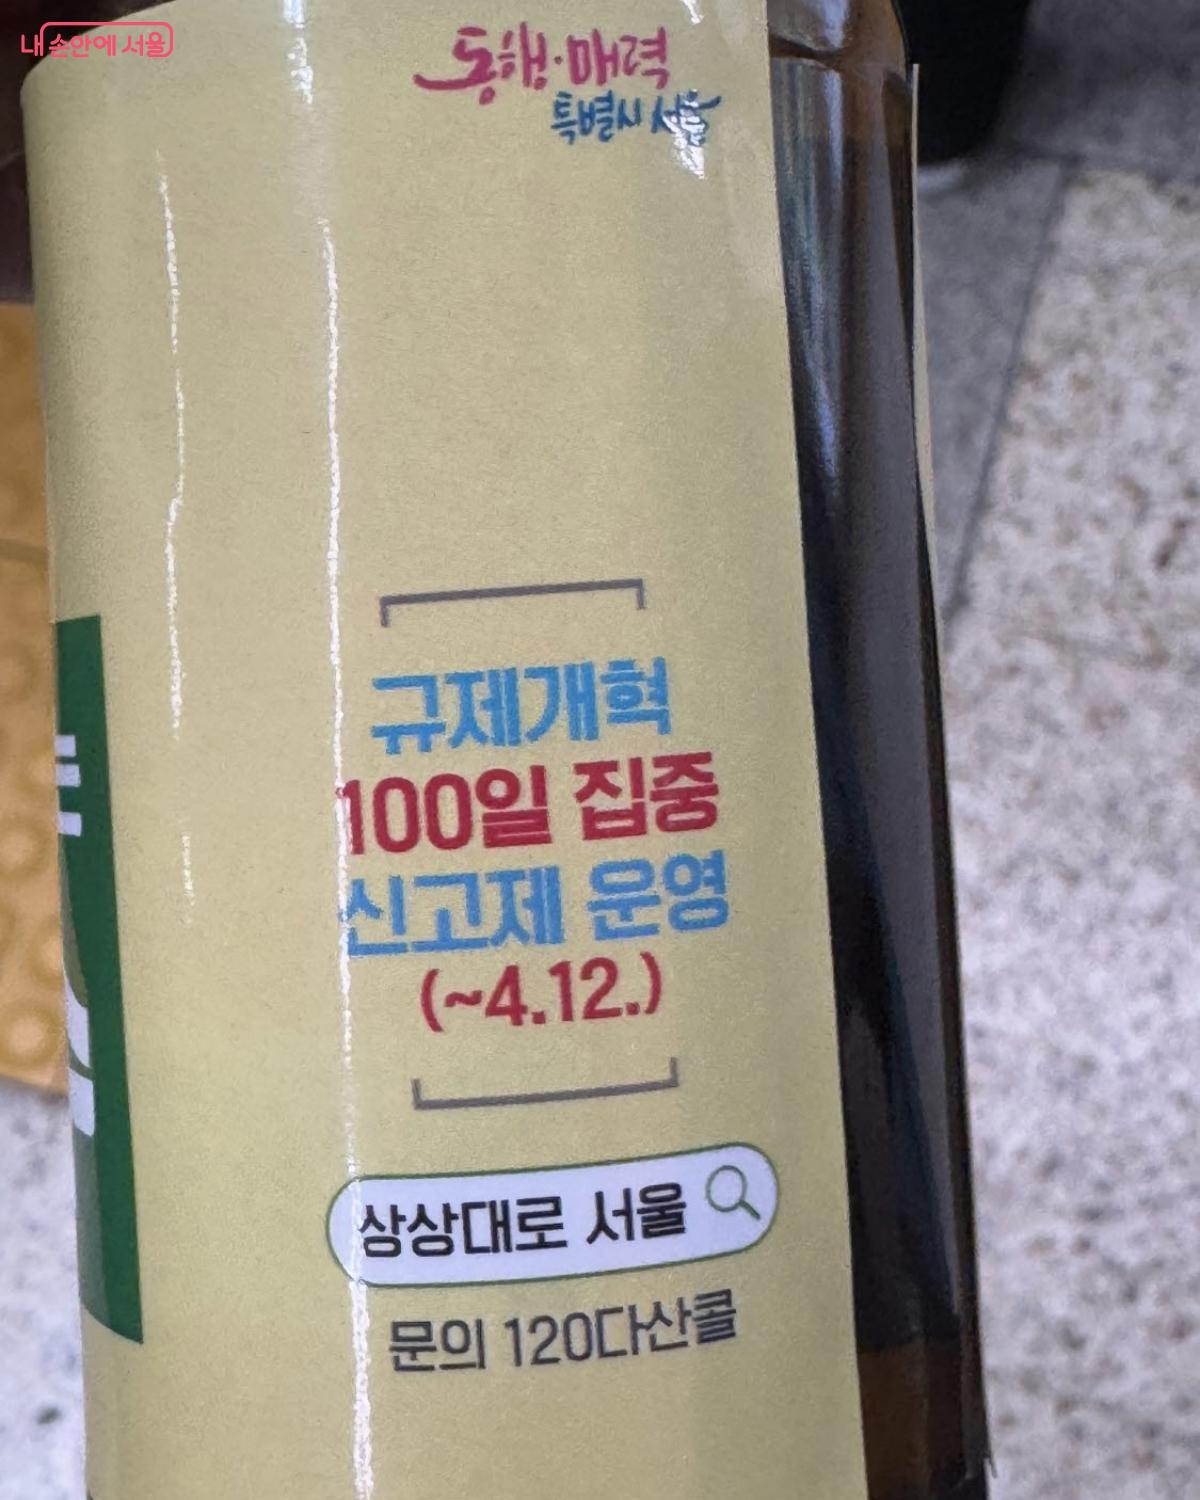 내 손안에 서울
동행·매력
특별시 서울
규제개혁
100일 집중
신고제 운영
(~4.12.)
상상대로 서울
문의 120다산콜